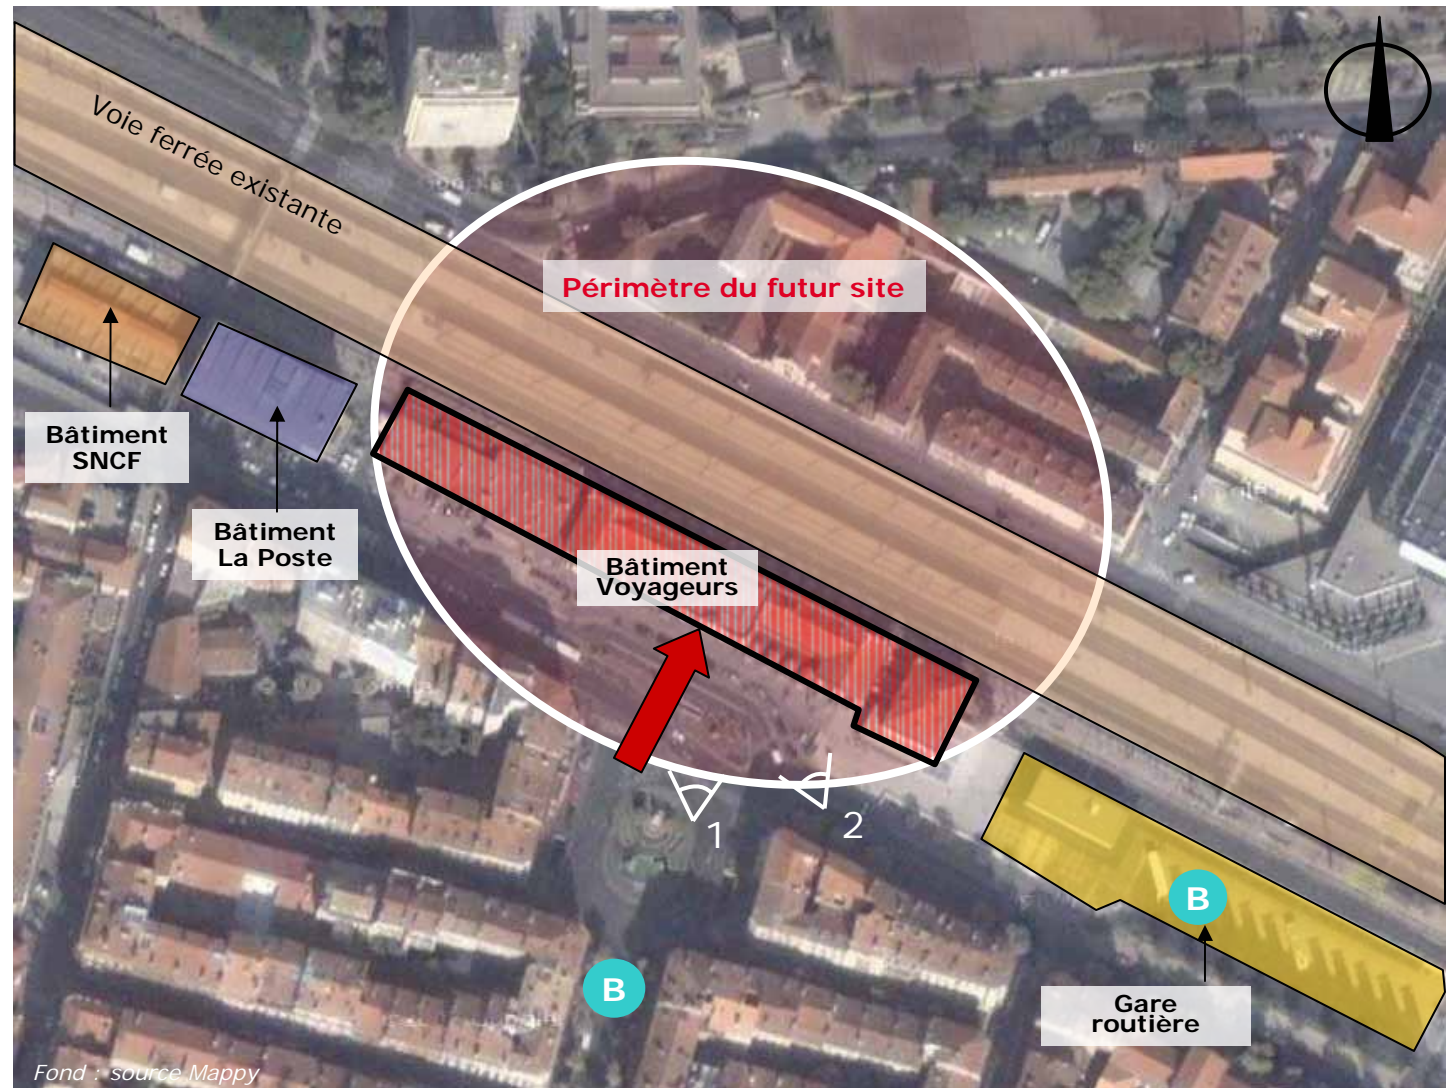 Voie ferrée existante
Périmètre du futur site
Bâtiment
SNCF
Bâtiment
La Poste
Bâtiment
Voyageurs
1
2
B
B
Gare
routière
Fond : source Mappy